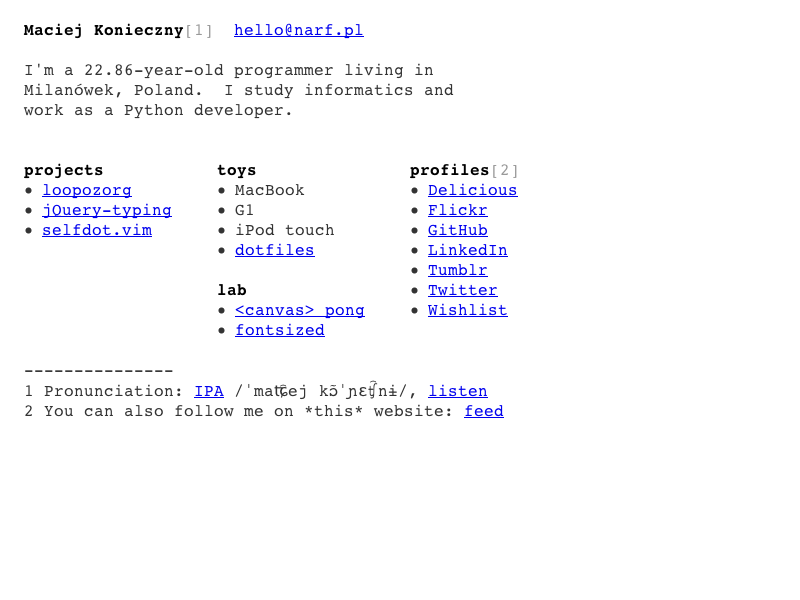 Maciej Konieczny[1] hello@narf.pl
I'm a 22.86-year-old programmer living in
Milanówek, Poland. I study informatics and
work as a Python developer.
projects
• loopozorg
• jQuery-typing
• selfdot.vim
toys
• MacBook
• G1
• iPod touch
• dotfiles
lab
• <canvas> pong
• fontsized
profiles[2]
• Delicious
• Flickr
• GitHub
• LinkedIn
• Tumblr
• Twitter
• Wishlist
---------------
1 Pronunciation: IPA /ˈmat͡ɕej kɔ̃ˈɲɛt͡ʃnɨ/, listen
2 You can also follow me on *this* website: feed